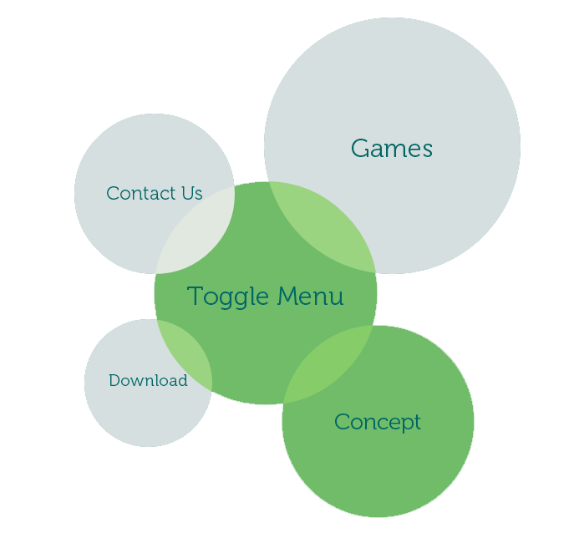 Games
Contact Us
Toggle Menu
Download
Concept